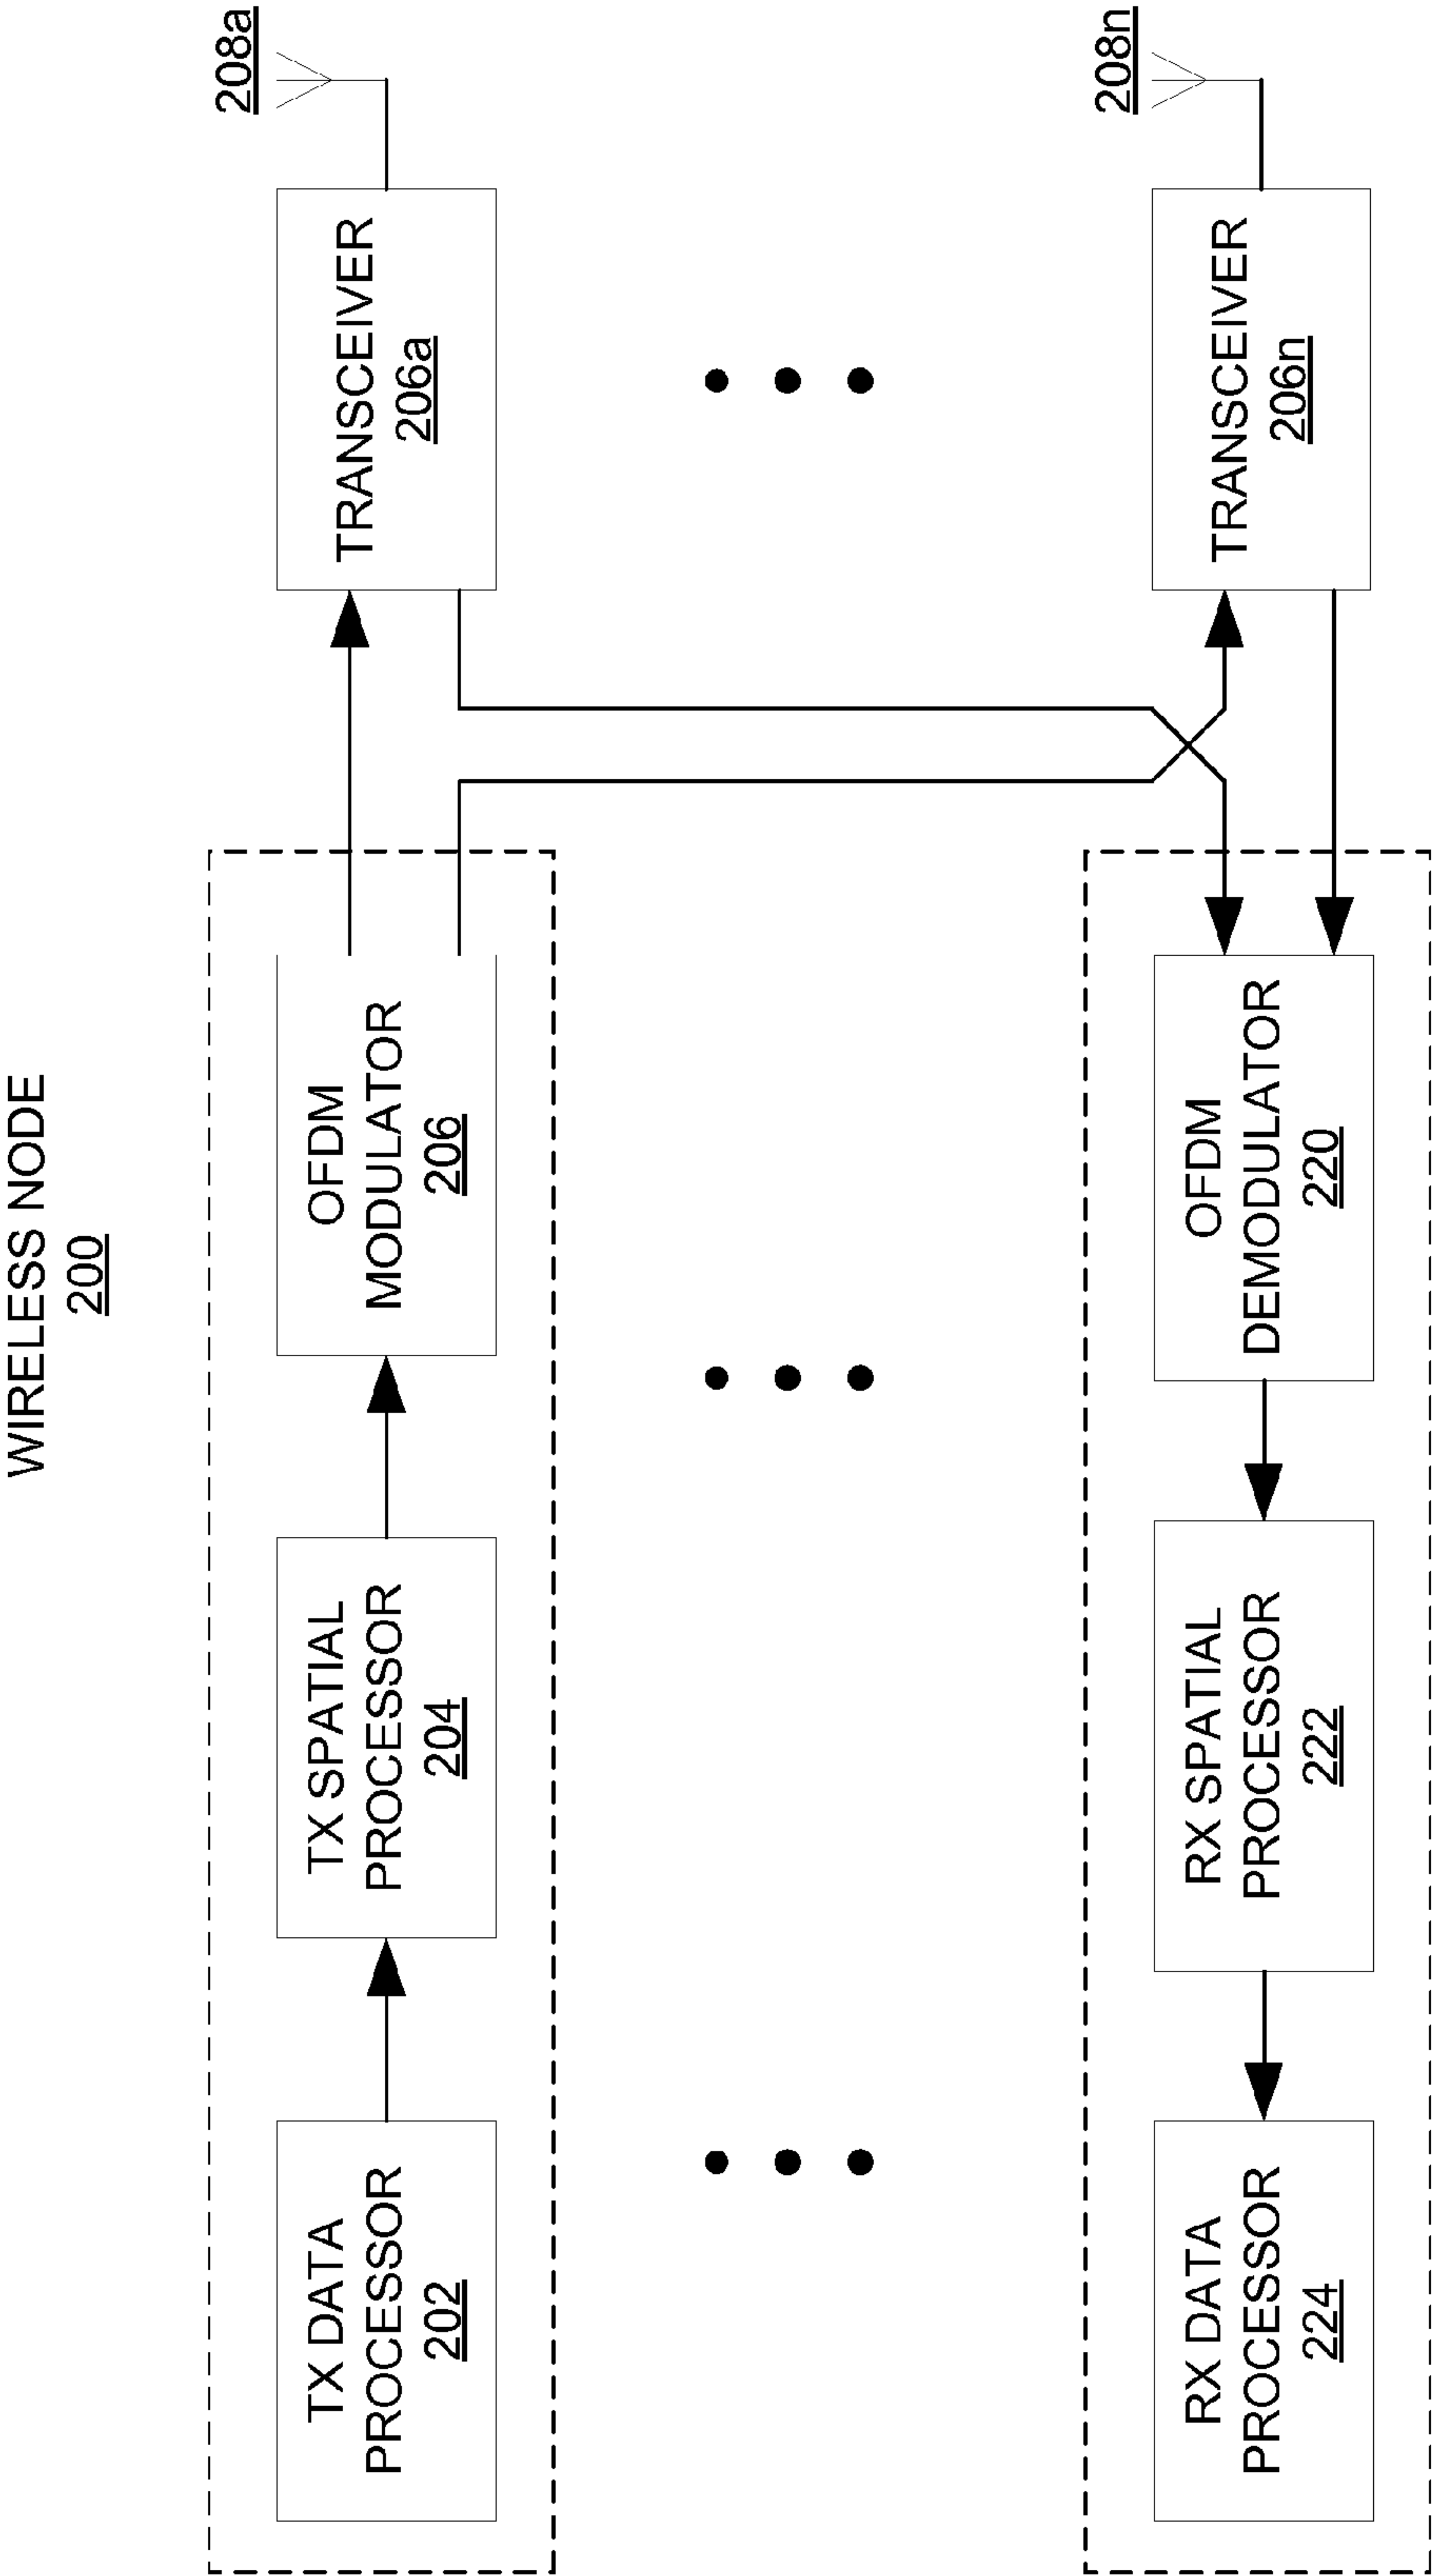 WIRELESS NODE
200
TX DATA
PROCESSOR
202
TX SPATIAL
PROCESSOR
204
OFDM
MODULATOR
206
TRANSCEIVER
206a
208a
RX DATA
PROCESSOR
224
RX SPATIAL
PROCESSOR
222
OFDM
DEMODULATOR
220
TRANSCEIVER
206n
208n